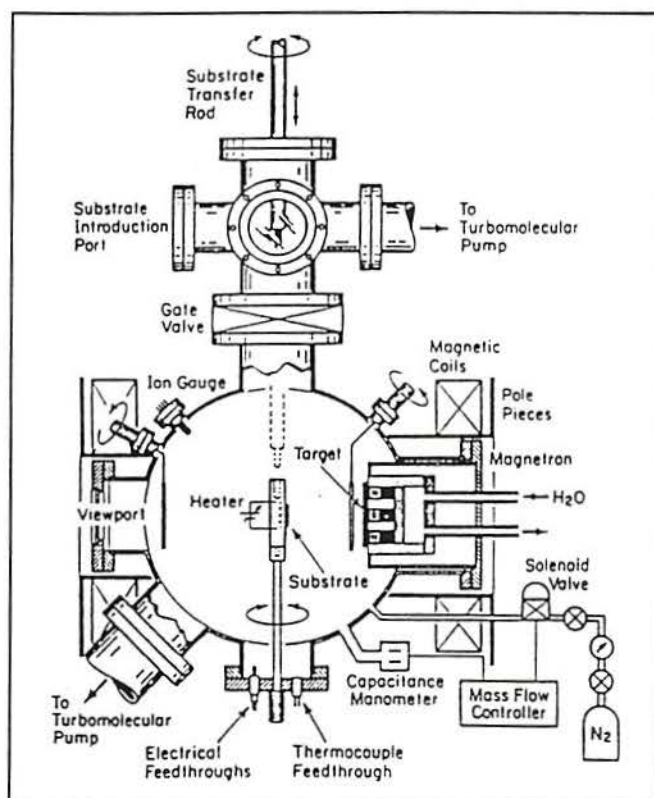 Substrate
Transfer
Rod
Substrate
Introduction
Port
To
Turbomolecular
Pump
Gate
Valve
Magnetic
Coils
Ion Gauge
Pole
Pieces
Target
Magnetron
Heater
H2O
Viewport
Substrate
Solenoid
Valve
Capacitance
Manometer
Mass Flow
Controller
N2
To
Turbomolecular
Pump
Electrical
Feedthroughs
Thermocouple
Feedthrough